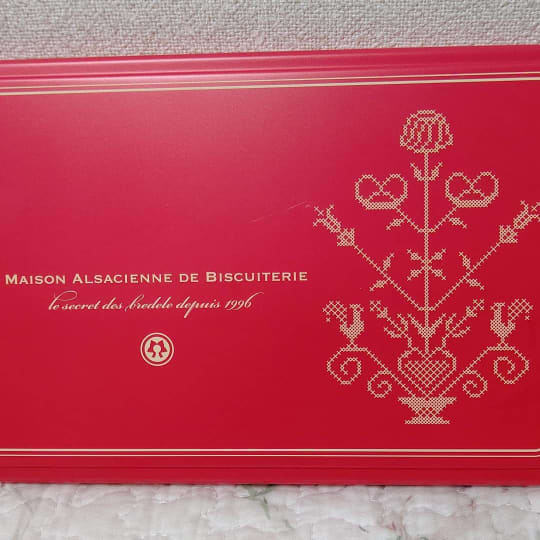 MAISON ALSACIENNE DE BISCUITERIE
le secret des bredele depuis 1996